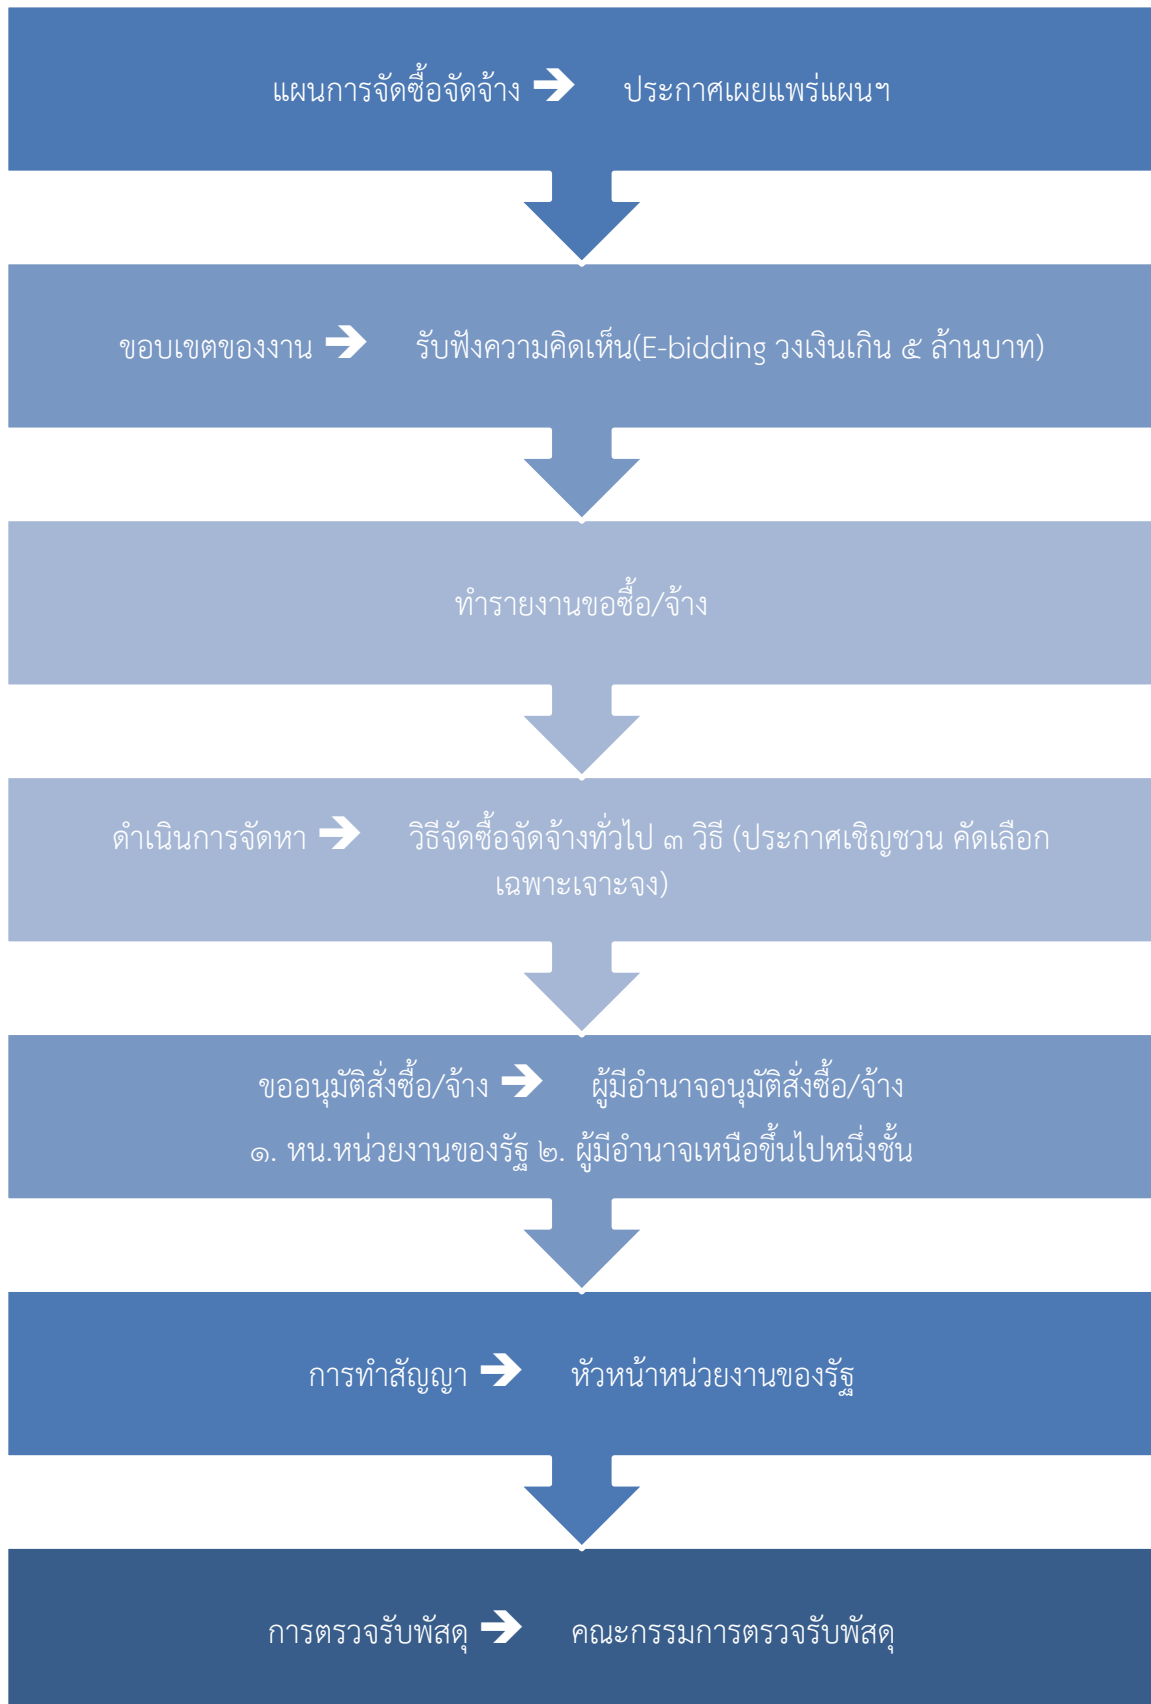 แผนการจัดซื้อจัดจ้าง ➔ ประกาศเผยแพร่แผนฯ
ขอบเขตของงาน ➔ รับฟังความคิดเห็น(E-bidding วงเงินเกิน ๕ ล้านบาท)
ทำรายงานขอซื้อ/จ้าง
ดำเนินการจัดหา ➔ วิธีจัดซื้อจัดจ้างทั่วไป ๓ วิธี (ประกาศเชิญชวน คัดเลือก
เฉพาะเจาะจง)
ขออนุมัติสั่งซื้อ/จ้าง ➔ ผู้มีอำนาจอนุมัติสั่งซื้อ/จ้าง
๑. หน.หน่วยงานของรัฐ ๒. ผู้มีอำนาจเหนือขึ้นไปหนึ่งชั้น
การทำสัญญา ➔ หัวหน้าหน่วยงานของรัฐ
การตรวจรับพัสดุ ➔ คณะกรรมการตรวจรับพัสดุ